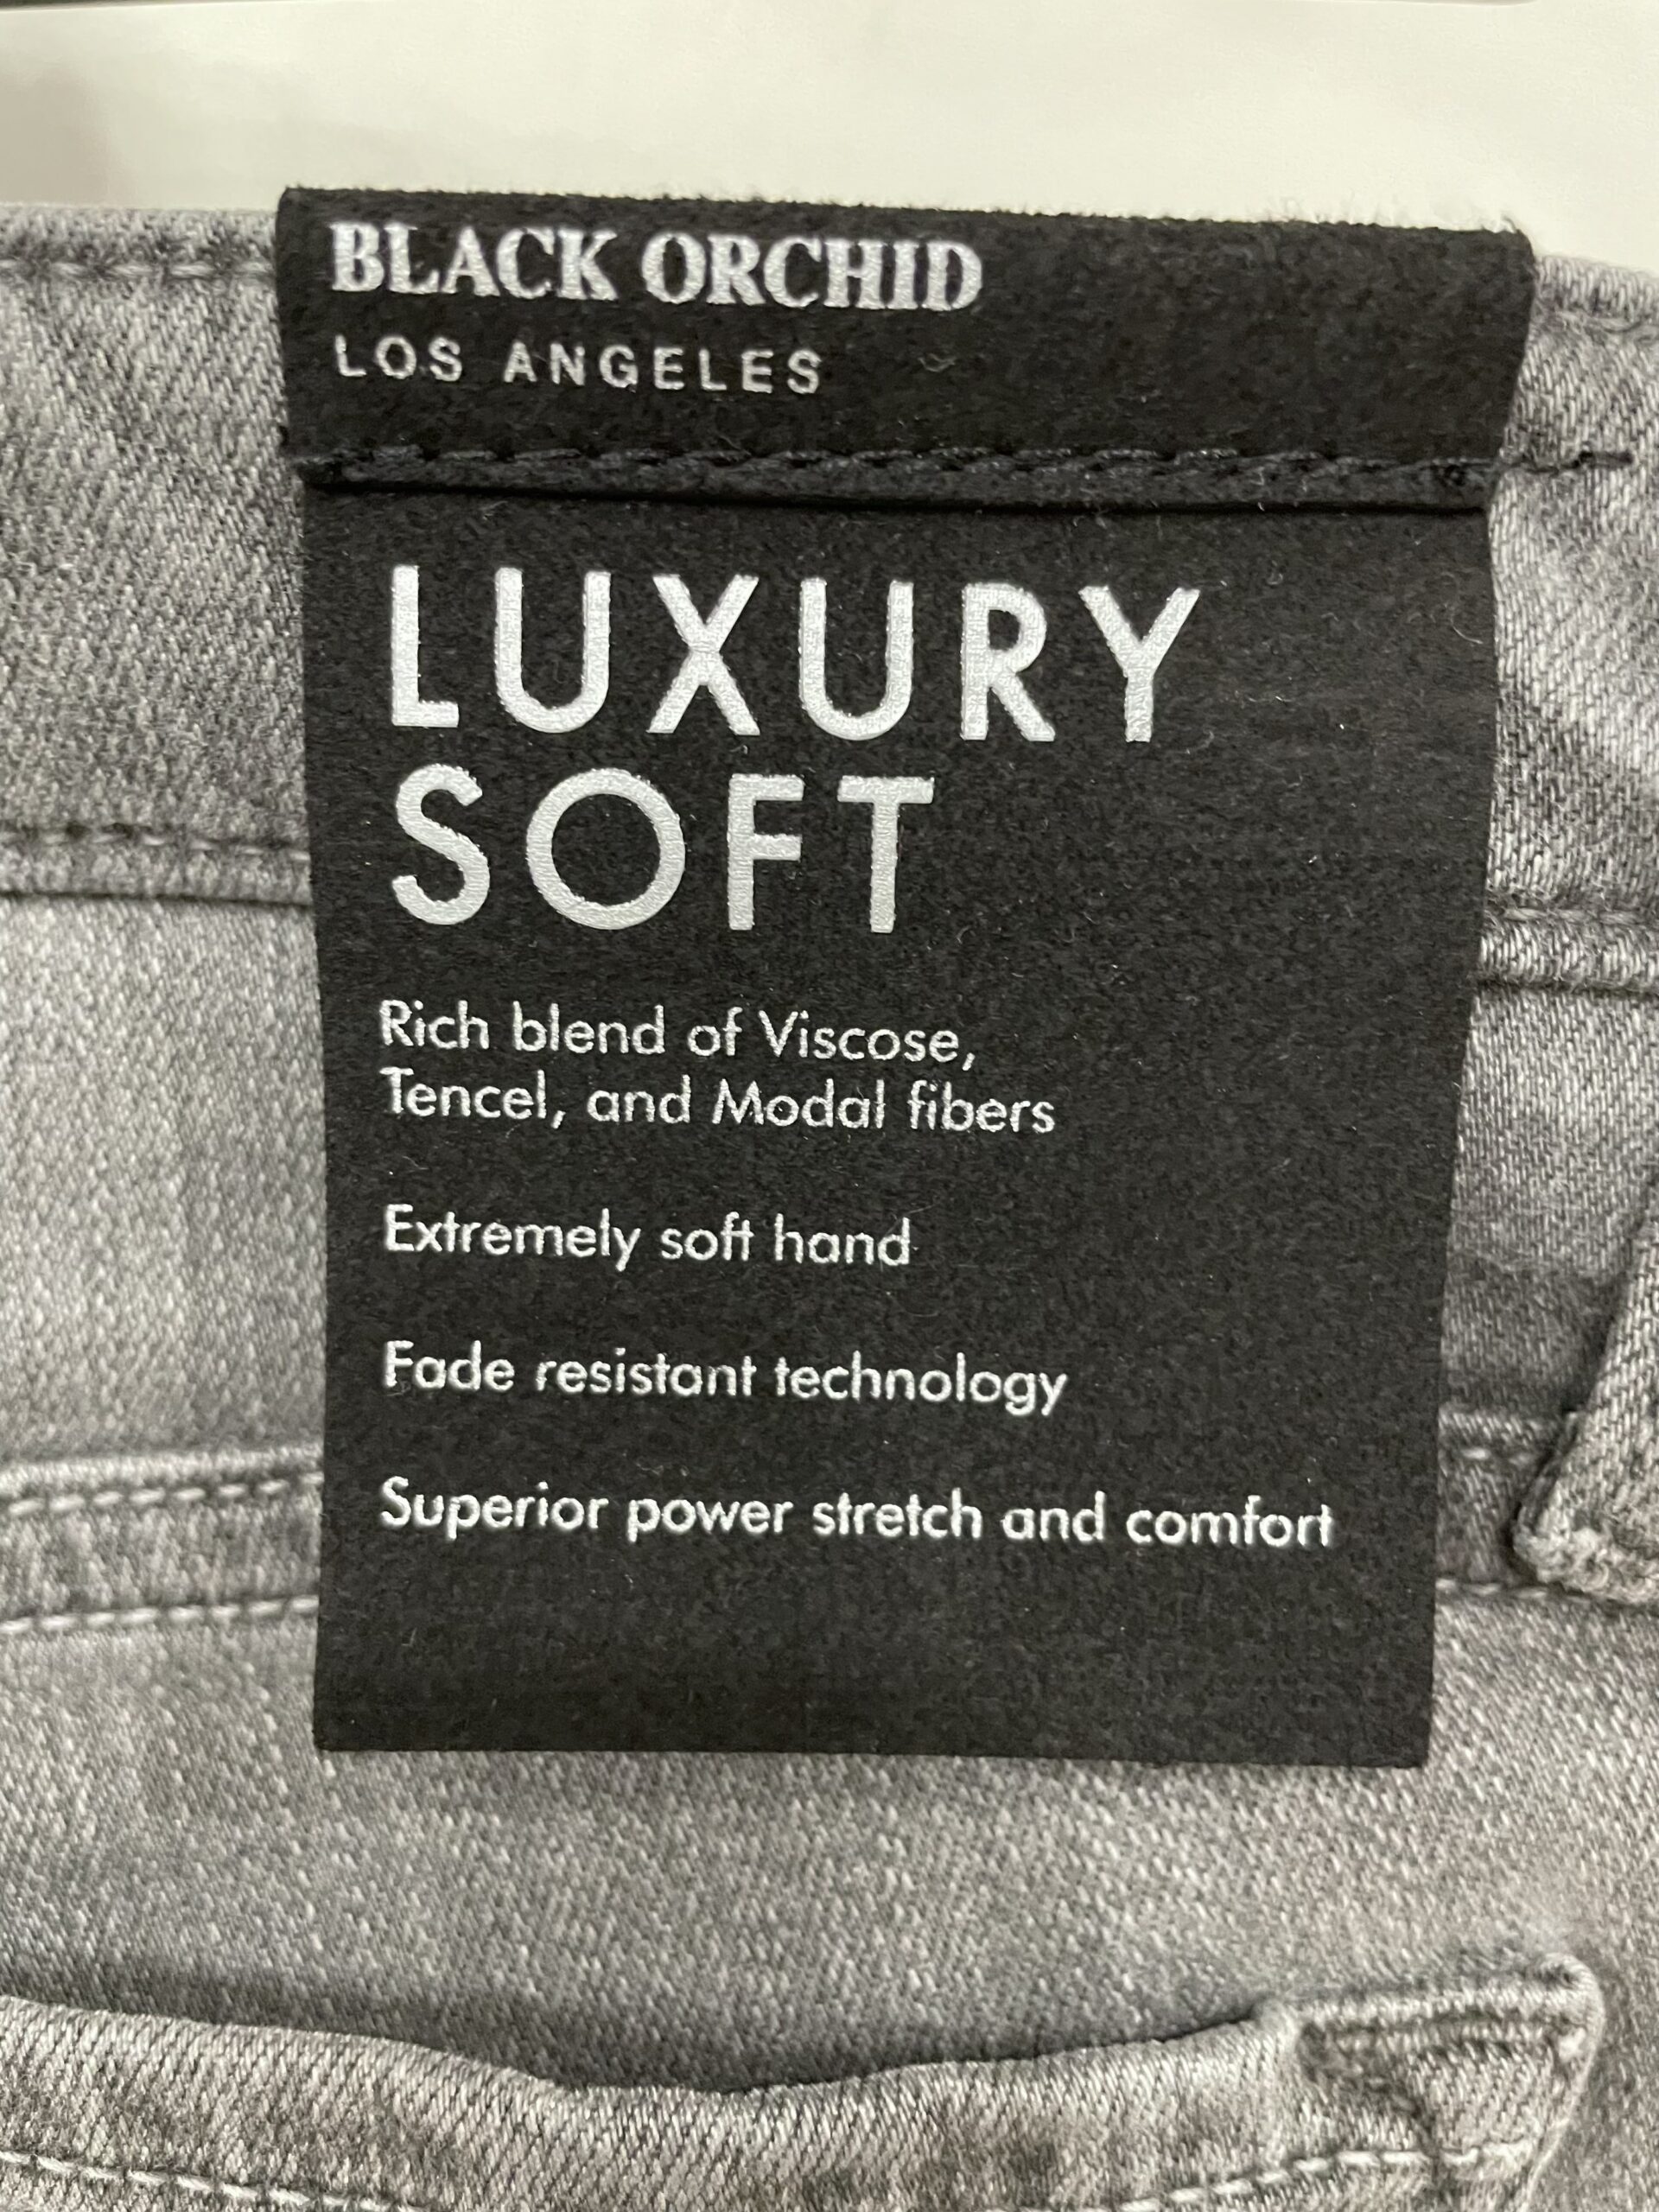 BLACK ORCHID
LOS ANGELES
LUXURY
SOFT
Rich blend of Viscose,
Tencel, and Modal fibers
Extremely soft hand
Fade resistant technology
Superior power stretch and comfort